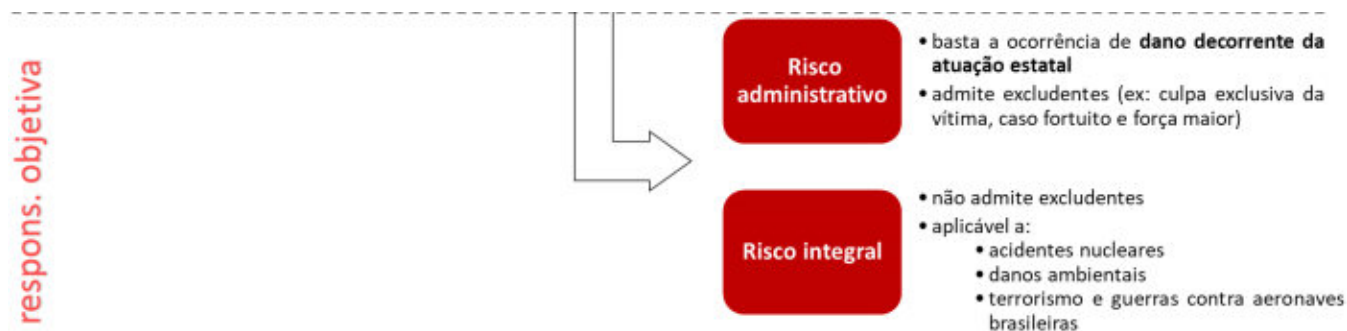 respons. objetiva
Risco
administrativo
• basta a ocorrência de dano decorrente da
atuação estatal
• admite excludentes (ex: culpa exclusiva da
vítima, caso fortuito e força maior)
Risco integral
• não admite excludentes
• aplicável a:
• acidentes nucleares
• danos ambientais
• terrorismo e guerras contra aeronaves
brasileiras